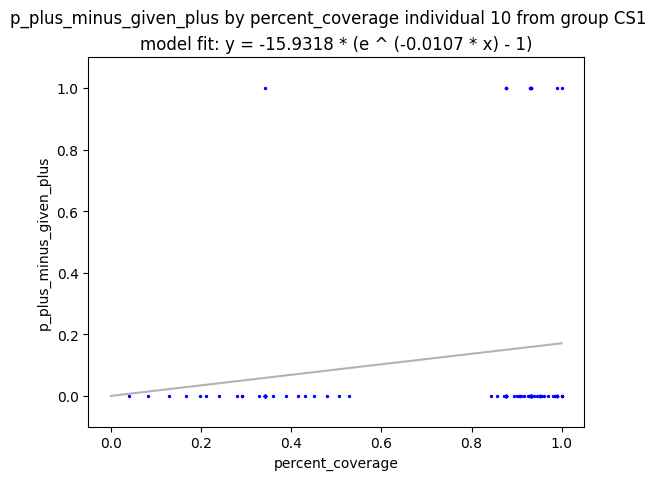 p_plus_minus_given_plus by percent_coverage individual 10 from group CS1
model fit: y = -15.9318 * (e ^ (-0.0107 * x) - 1)
1.0
0.8
0.6
0.4
0.2
0.0
p_plus_minus_given_plus
0.0 0.2 0.4 0.6 0.8 1.0
percent_coverage